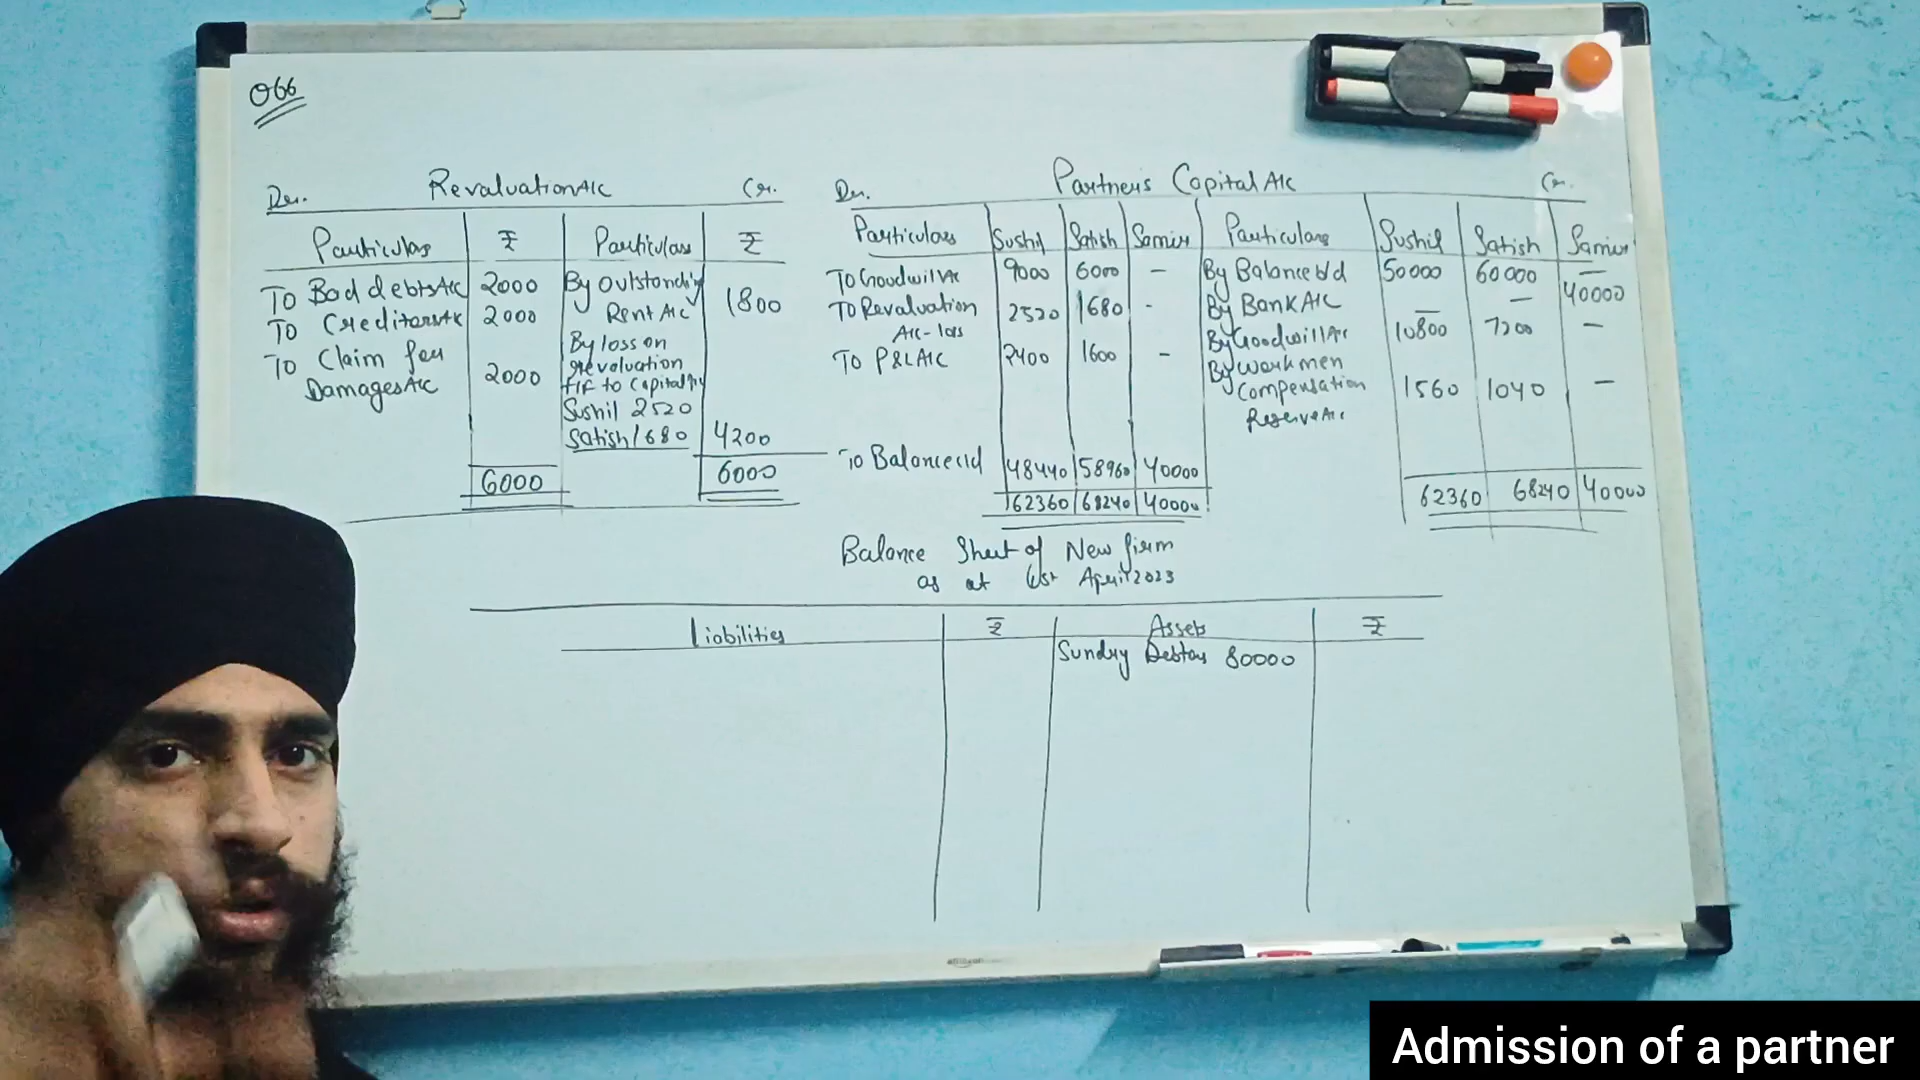 Q66
Dr. Revaluation A/c Cr.
Particulars ₹ Particulars ₹
To Bad debts A/c 2000 By Outstanding
Rent A/c 1800
To Creditors A/c 2000
By loss on
revaluation
To Claim for
Damages A/c 2000
t/f to Capital A/c
Sushil 2520
Satish 1680 4200
6000 6000
Dr. Partner's Capital A/c Cr.
Particulars Sushil Satish Samir Particulars Sushil Satish Samir
To Goodwill A/c 9000 6000 - By Balance b/d 50000 60000 -
To Revaluation
A/c - loss 2520 1680 -
By Bank A/c - - 40000
To P&L A/c 2400 1600 -
By Goodwill A/c 10800 7200 -
By Workmen
Compensation
Reserve A/c 1560 1040 -
To Balance c/d 48440 58960 40000
62360 68240 40000 62360 68240 40000
Balance Sheet of New firm
as at 1st April 2023
Liabilities ₹ Assets ₹
Sundry Debtors 80000
Admission of a partner